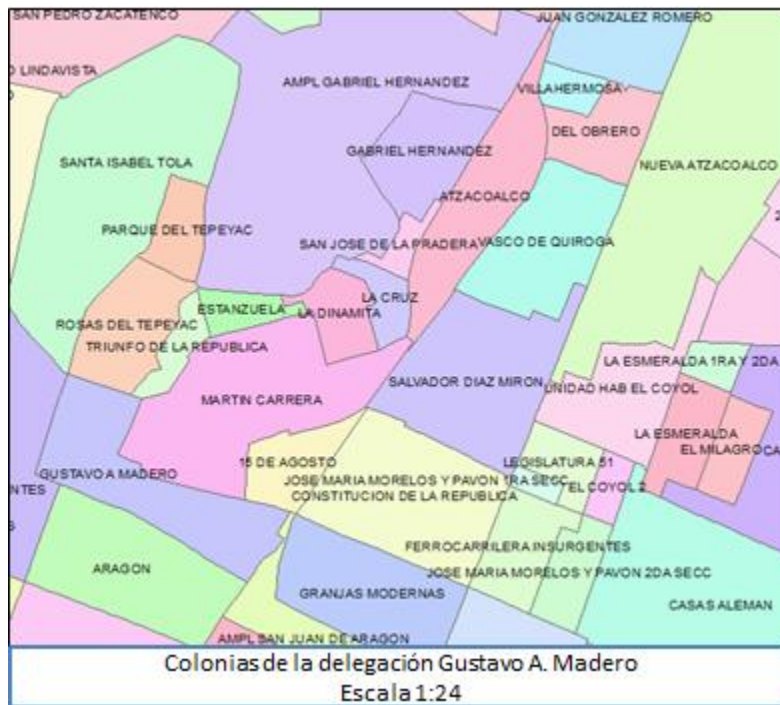 SAN PEDRO ZACATENCO
JUAN GONZALEZ ROMERO
LINDAVISTA
AMPL GABRIEL HERNANDEZ
VILLAHERMOSA
DEL OBRERO
GABRIEL HERNANDEZ
SANTA ISABEL TOLA
NUEVA ATZACOALCO
ATZACOALCO
PARQUE DEL TEPEYAC
SAN JOSE DE LA PRADERA
VASCO DE QUIROGA
LA CRUZ
ESTANZUELA
LA DINAMITA
ROSAS DEL TEPEYAC
TRIUNFO DE LA REPUBLICA
LA ESMERALDA 1RA Y 2DA
SALVADOR DIAZ MIRON
UNIDAD HAB EL COYOL
MARTIN CARRERA
LA ESMERALDA
EL MILAGRO
15 DE AGOSTO
LEGISLATURA 51
GUSTAVO A MADERO
JOSE MARIA MORELOS Y PAVON 1RA SECC
EL COYOL 2
CONSTITUCION DE LA REPUBLICA
FERROCARRILERA INSURGENTES
ARAGON
JOSE MARIA MORELOS Y PAVON 2DA SECC
GRANJAS MODERNAS
CASAS ALEMAN
AMPL SAN JUAN DE ARAGON
Colonias de la delegación Gustavo A. Madero
Escala 1:24